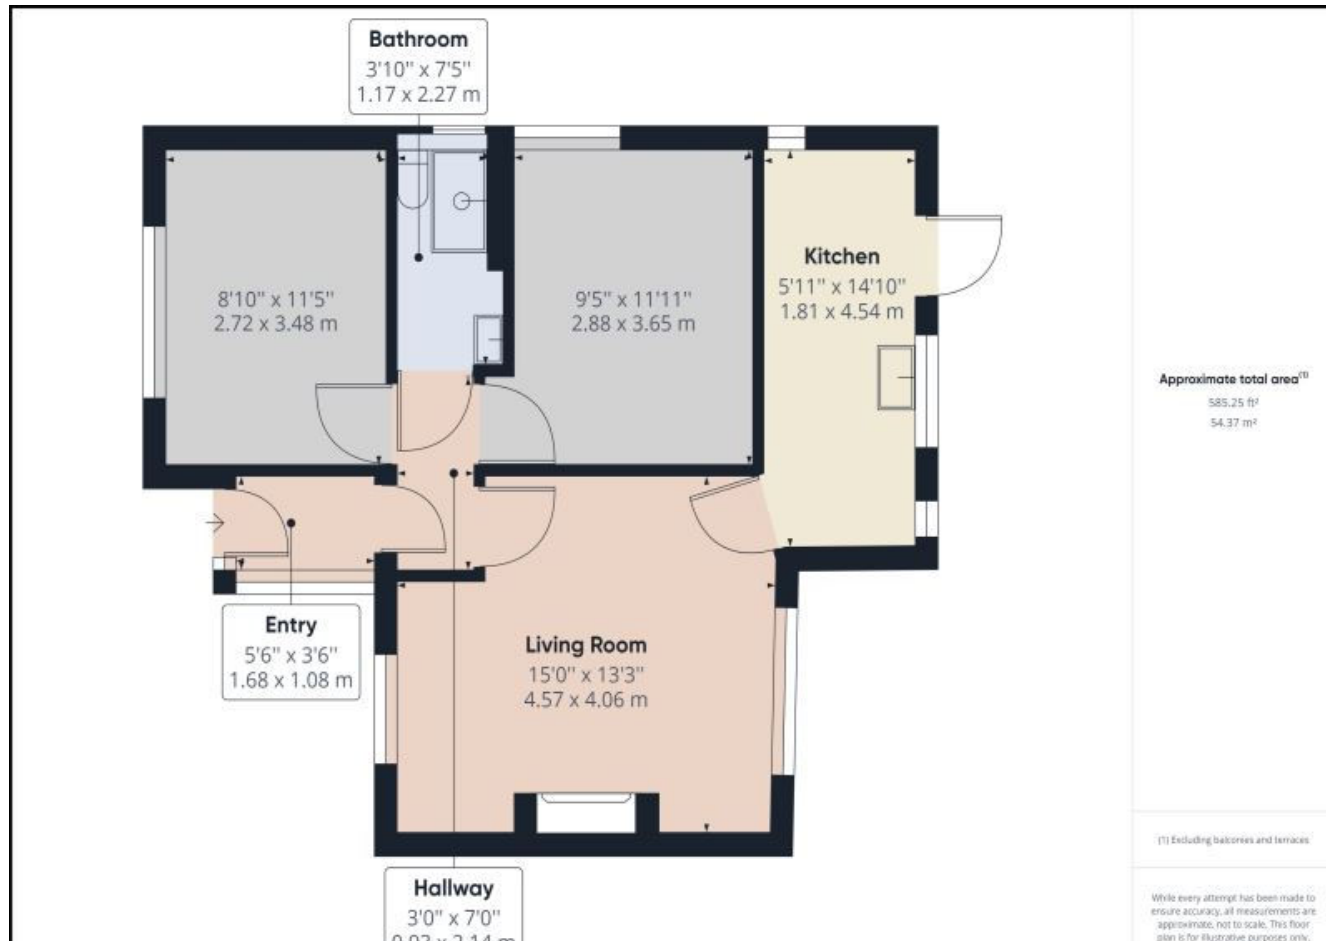 Bathroom
3'10" x 7'5"
1.17 x 2.27 m
8'10" x 11'5"
2.72 x 3.48 m
9'5" x 11'11"
2.88 x 3.65 m
Kitchen
5'11" x 14'10"
1.81 x 4.54 m
Entry
5'6" x 3'6"
1.68 x 1.08 m
Living Room
15'0" x 13'3"
4.57 x 4.06 m
Hallway
3'0" x 7'0"
0.93 x 2.14 m
Approximate total area(1)
585.25 ft²
54.37 m²
(1) Excluding balconies and terraces
While every attempt has been made to
ensure accuracy, all measurements are
approximate, not to scale. This floor
plan is for illustrative purposes only.